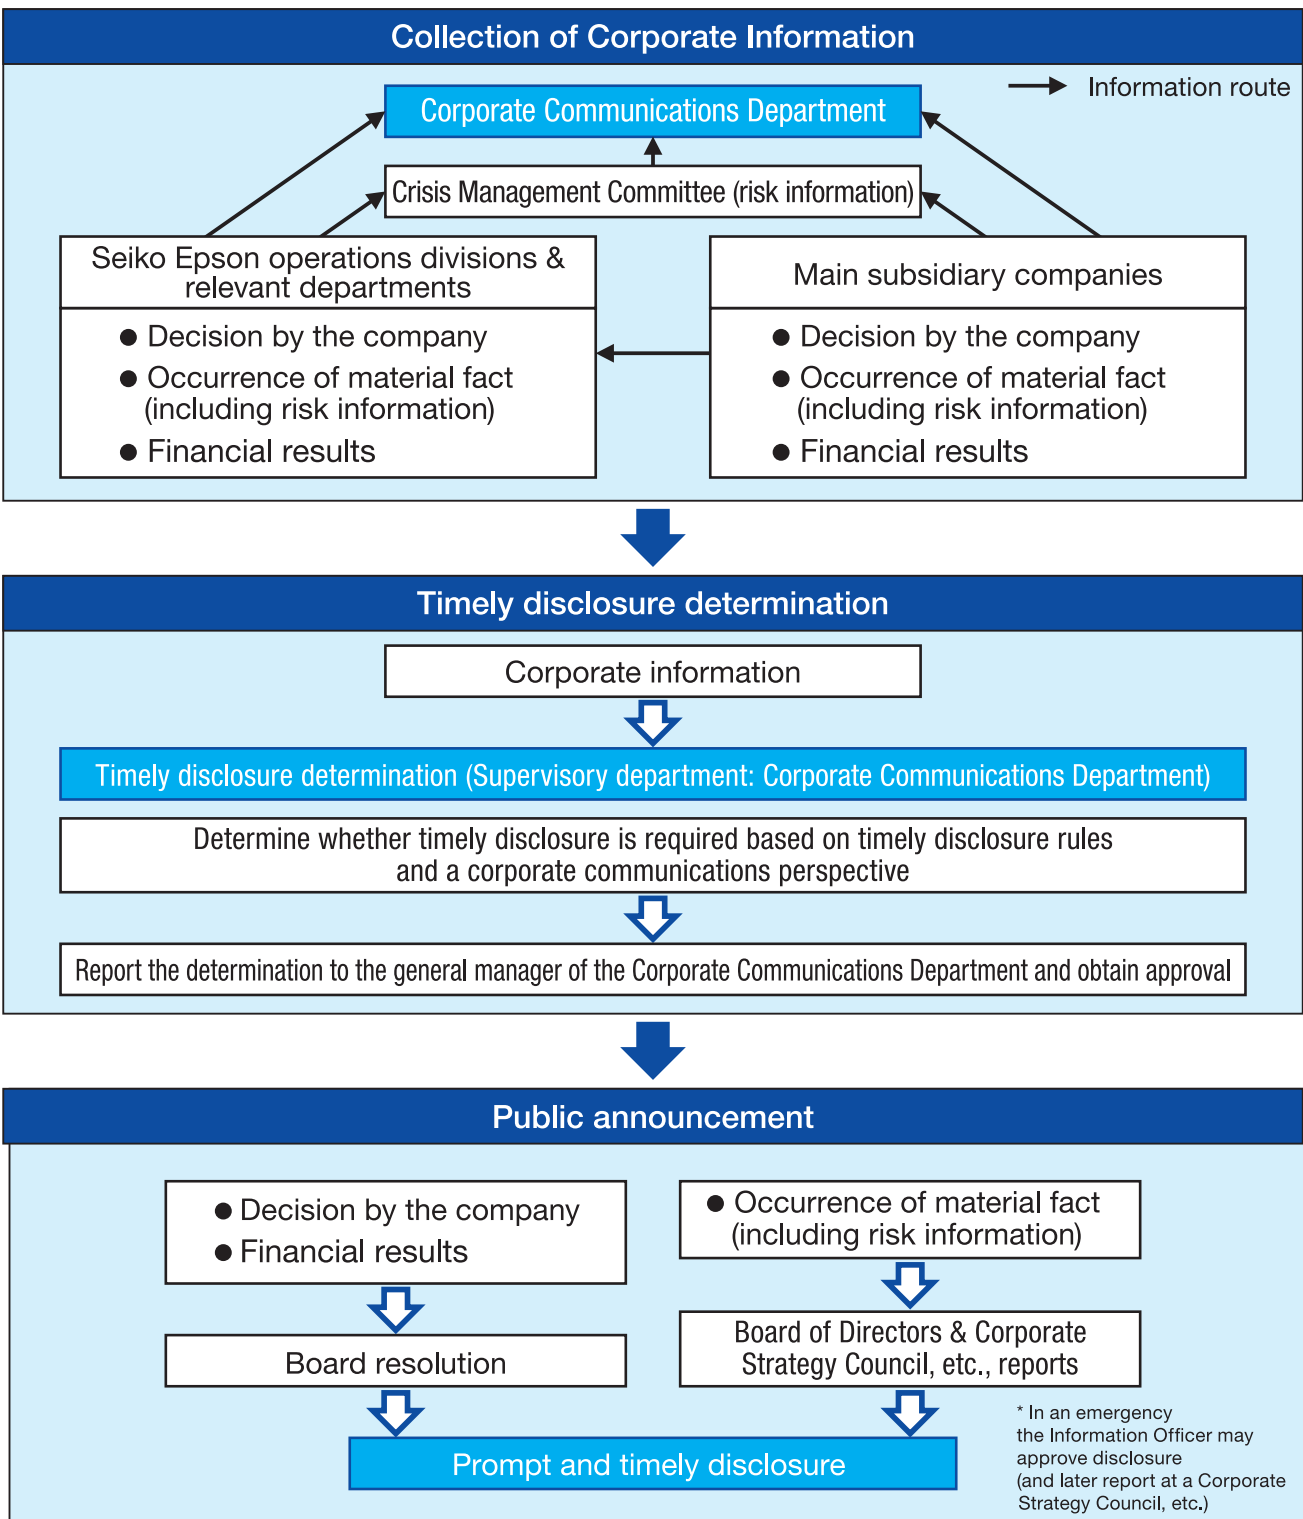 Collection of Corporate Information
Information route
Corporate Communications Department
Crisis Management Committee (risk information)
Seiko Epson operations divisions &
relevant departments
● Decision by the company
● Occurrence of material fact
(including risk information)
● Financial results
Main subsidiary companies
● Decision by the company
● Occurrence of material fact
(including risk information)
● Financial results
Timely disclosure determination
Corporate information
Timely disclosure determination (Supervisory department: Corporate Communications Department)
Determine whether timely disclosure is required based on timely disclosure rules
and a corporate communications perspective
Report the determination to the general manager of the Corporate Communications Department and obtain approval
Public announcement
● Decision by the company
● Financial results
Board resolution
● Occurrence of material fact
(including risk information)
Board of Directors & Corporate
Strategy Council, etc., reports
Prompt and timely disclosure
* In an emergency
the Information Officer may
approve disclosure
(and later report at a Corporate
Strategy Council, etc.)